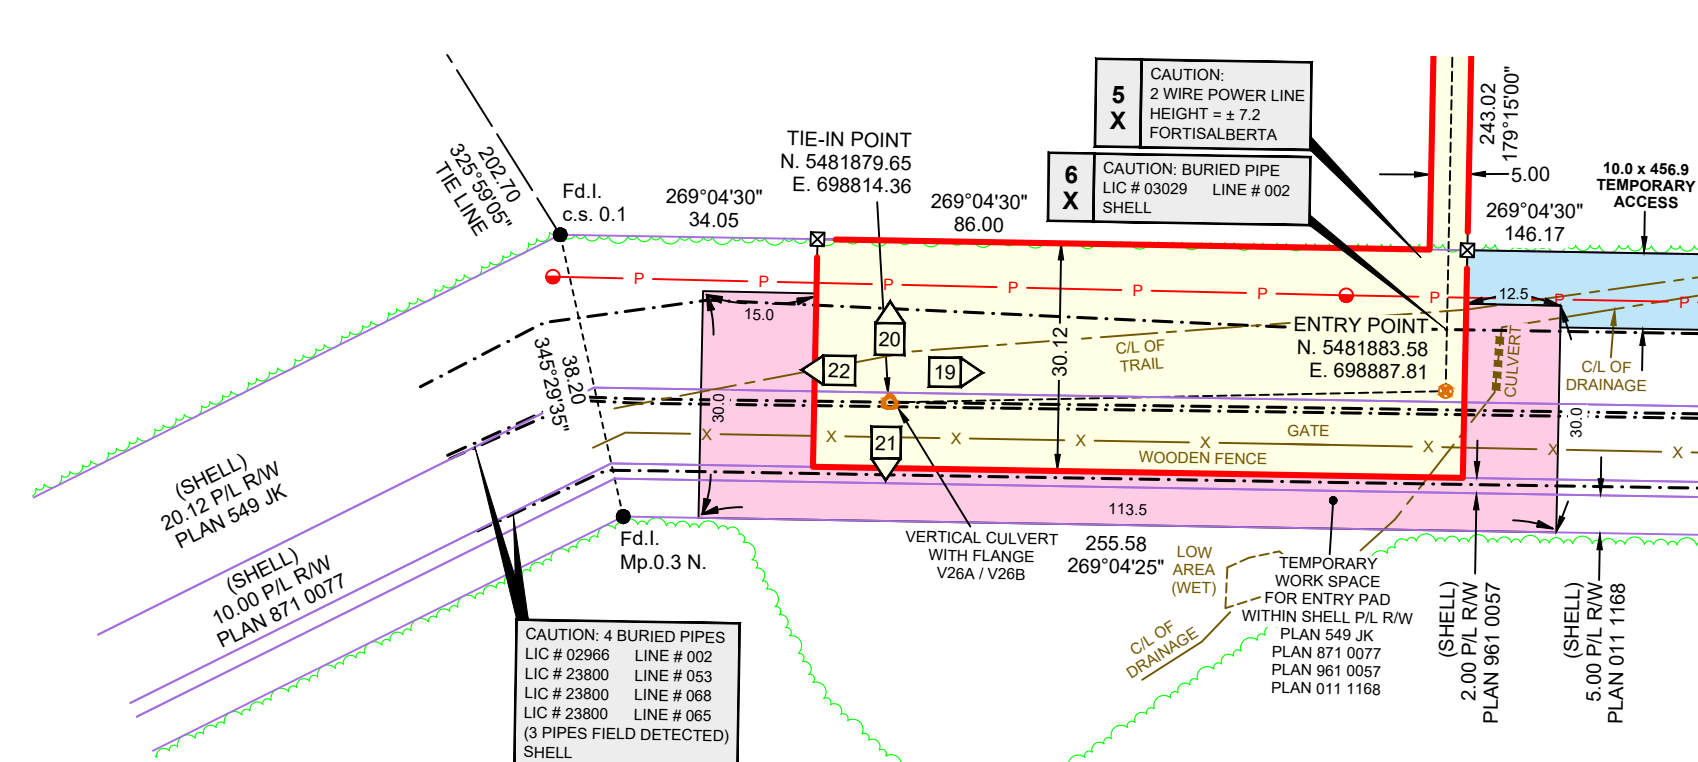 202.70
325°59'05"
TIE LINE
Fd.I.
c.s. 0.1
269°04'30"
34.05
TIE-IN POINT
N. 5481879.65
E. 698814.36
269°04'30"
86.00
5
X
CAUTION:
2 WIRE POWER LINE
HEIGHT = ± 7.2
FORTISALBERTA
6
X
CAUTION: BURIED PIPE
LIC # 03029 LINE # 002
SHELL
243.02
179°15'00"
5.00
269°04'30"
146.17
10.0 x 456.9
TEMPORARY
ACCESS
P P P P P P P P P
15.0
12.5
20
22
19
21
30.12
30.0
30.0
C/L OF
TRAIL
ENTRY POINT
N. 5481883.58
E. 698887.81
CULVERT
C/L OF
DRAINAGE
38.20
345°29'35"
X X X X X X X
GATE
WOODEN FENCE
(SHELL)
20.12 P/L R/W
PLAN 549 JK
(SHELL)
10.00 P/L R/W
PLAN 871 0077
Fd.I.
Mp.0.3 N.
113.5
VERTICAL CULVERT
WITH FLANGE
V26A / V26B
255.58
269°04'25"
LOW
AREA
(WET)
C/L OF
DRAINAGE
TEMPORARY
WORK SPACE
FOR ENTRY PAD
WITHIN SHELL P/L R/W
PLAN 549 JK
PLAN 871 0077
PLAN 961 0057
PLAN 011 1168
(SHELL)
2.00 P/L R/W
PLAN 961 0057
(SHELL)
5.00 P/L R/W
PLAN 011 1168
CAUTION: 4 BURIED PIPES
LIC # 02966 LINE # 002
LIC # 23800 LINE # 053
LIC # 23800 LINE # 068
LIC # 23800 LINE # 065
(3 PIPES FIELD DETECTED)
SHELL